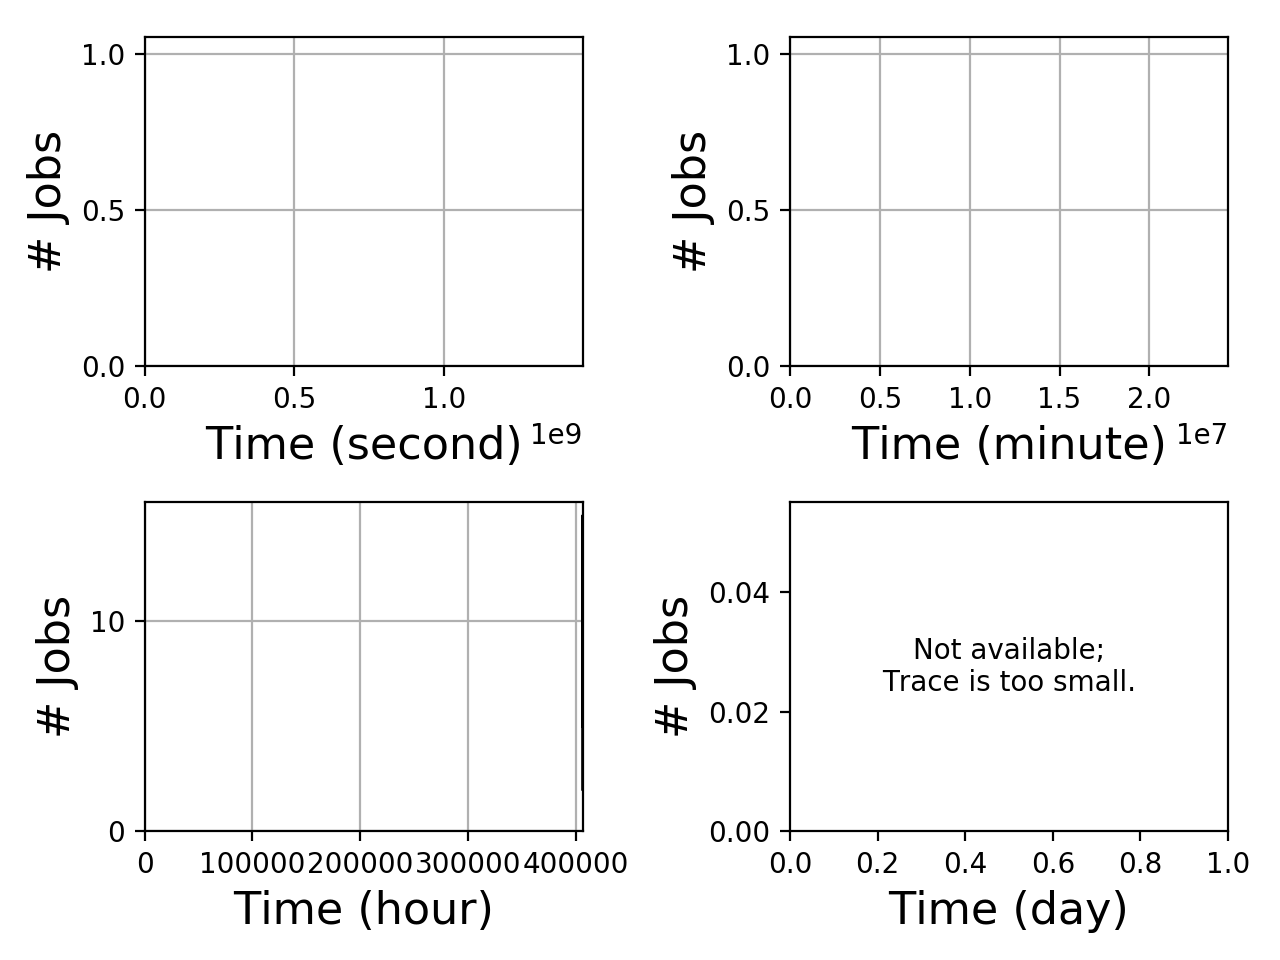 # Jobs
1.0
0.5
0.0
0.0 0.5 1.0
Time (second) 1e9
# Jobs
1.0
0.5
0.0
0.0 0.5 1.0 1.5 2.0
Time (minute) 1e7
# Jobs
10
0
0 100000 200000 300000 400000
Time (hour)
# Jobs
0.04
0.02
0.00
Not available;
Trace is too small.
0.0 0.2 0.4 0.6 0.8 1.0
Time (day)